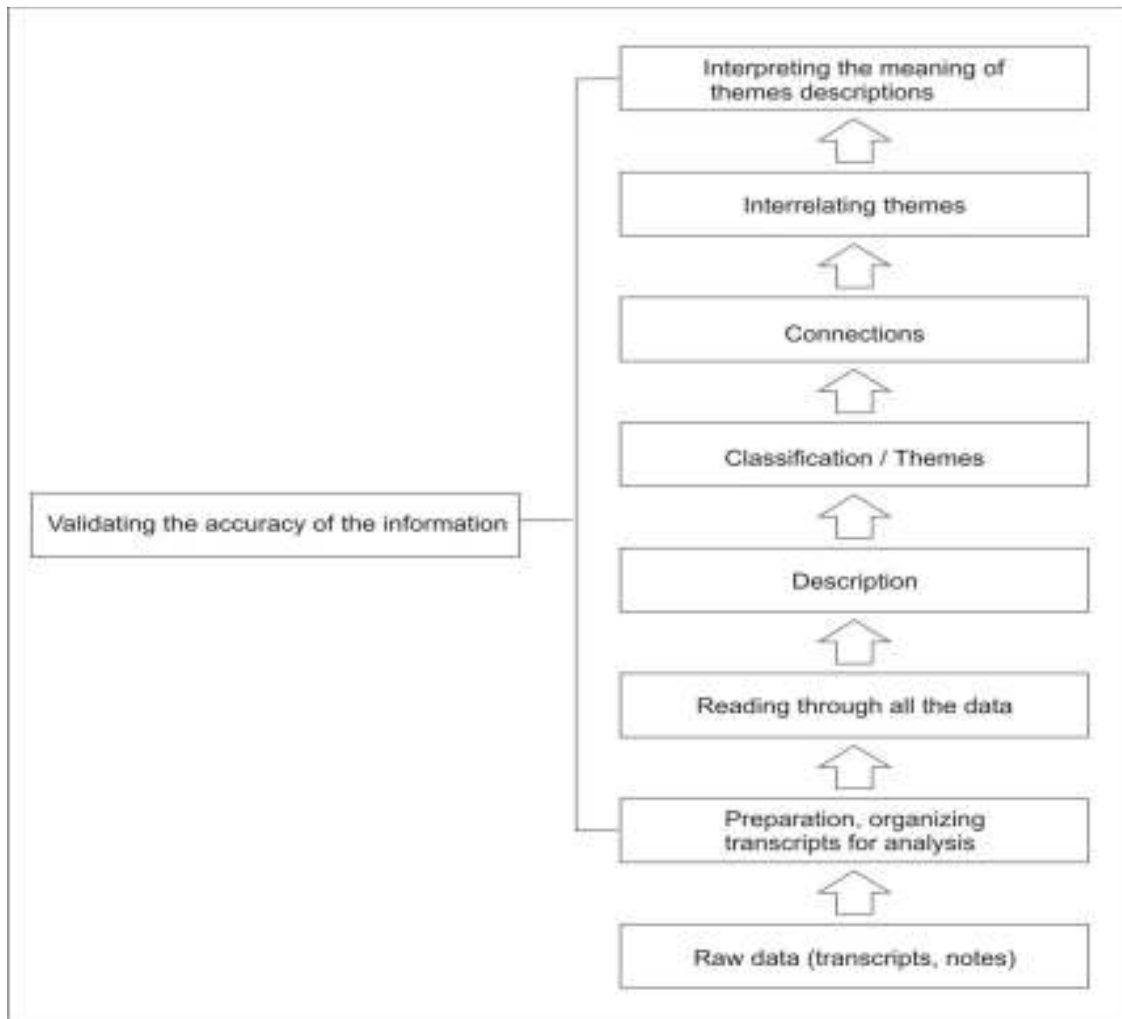 Interpreting the meaning of
themes descriptions
Interrelating themes
Connections
Classification / Themes
Validating the accuracy of the information
Description
Reading through all the data
Preparation, organizing
transcripts for analysis
Raw data (transcripts, notes)